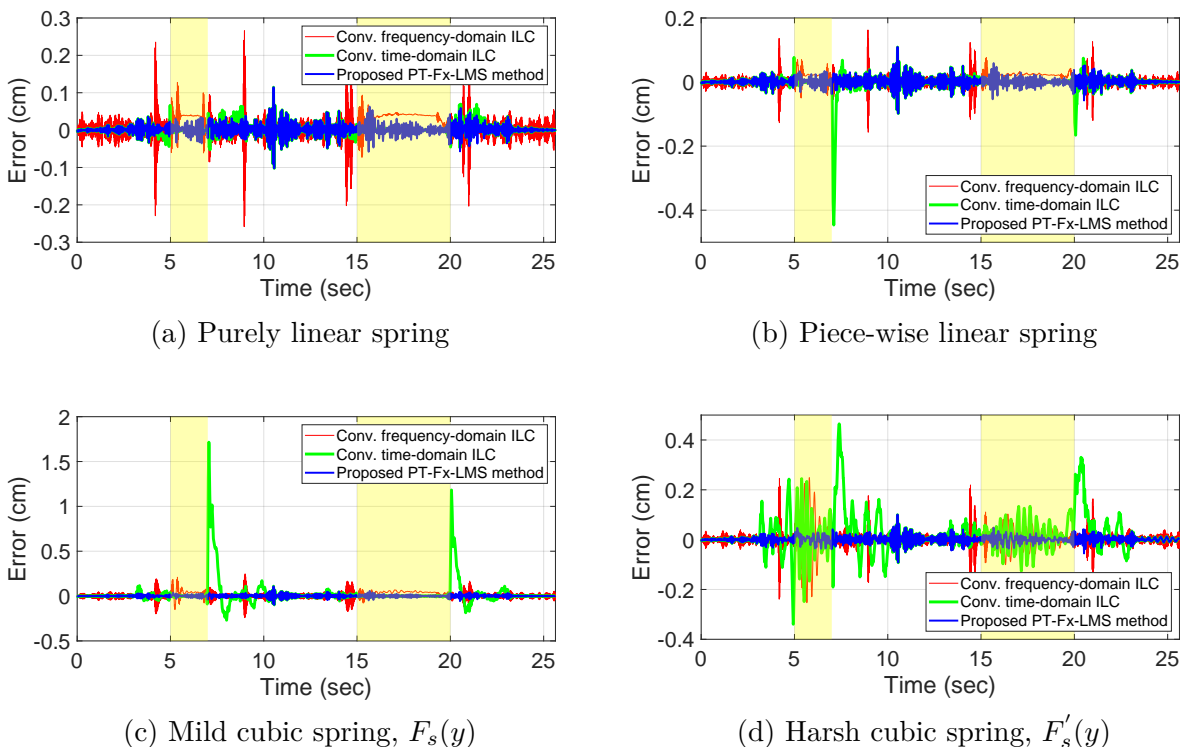 0.3
0.2
0.1
0
-0.1
-0.2
-0.3
Error (cm)
Conv. frequency-domain ILC
Conv. time-domain ILC
Proposed PT-Fx-LMS method
0 5 10 15 20 25
Time (sec)
(a) Purely linear spring
0.2
0
-0.2
-0.4
Error (cm)
Conv. frequency-domain ILC
Conv. time-domain ILC
Proposed PT-Fx-LMS method
0 5 10 15 20 25
Time (sec)
(b) Piece-wise linear spring
2
1.5
1
0.5
0
-0.5
Error (cm)
Conv. frequency-domain ILC
Conv. time-domain ILC
Proposed PT-Fx-LMS method
0 5 10 15 20 25
Time (sec)
(c) Mild cubic spring, F_s(y)
0.4
0.2
0
-0.2
-0.4
Error (cm)
Conv. frequency-domain ILC
Conv. time-domain ILC
Proposed PT-Fx-LMS method
0 5 10 15 20 25
Time (sec)
(d) Harsh cubic spring, F_s'(y)